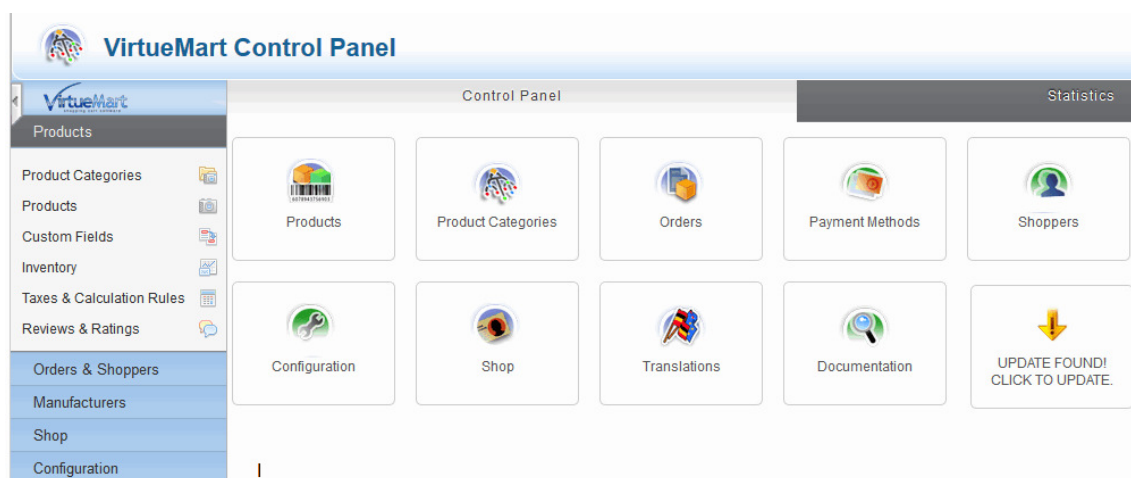 VirtueMart Control Panel
VirtueMart
Control Panel
Statistics
Products
Product Categories
Products
Custom Fields
Inventory
Taxes & Calculation Rules
Reviews & Ratings
Orders & Shoppers
Manufacturers
Shop
Configuration
Products
Product Categories
Orders
Payment Methods
Shoppers
Configuration
Shop
Translations
Documentation
UPDATE FOUND!
CLICK TO UPDATE.